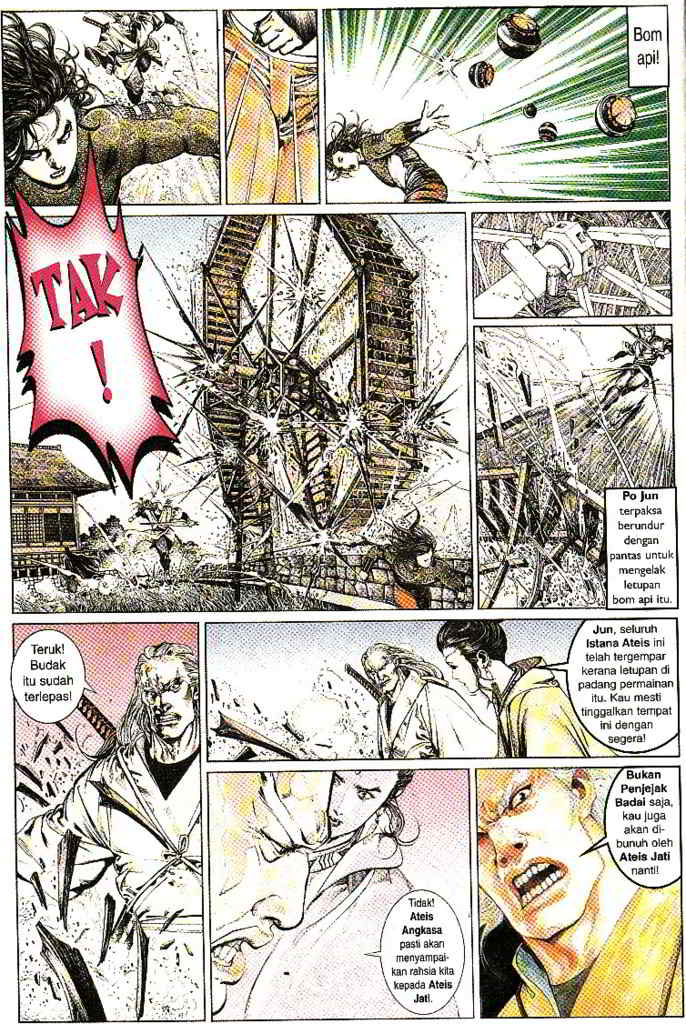 Bom
api!
TAK
!
Po Jun
terpaksa
berundur
dengan
pantas untuk
mengelak
letupan
bom api itu.
Teruk!
Budak
itu sudah
terlepas!
Jun, seluruh
Istana Ateis ini
telah tergempar
kerana letupan di
padang permainan
itu. Kau mesti
tinggalkan tempat
ini dengan
segera!
Tidak!
Ateis
Angkasa
pasti akan
menyampai-
kan rahsia kita
kepada Ateis
Jati.
Bukan
Penjejak
Badai saja,
kau juga
akan di-
bunuh oleh
Ateis Jati
nanti!